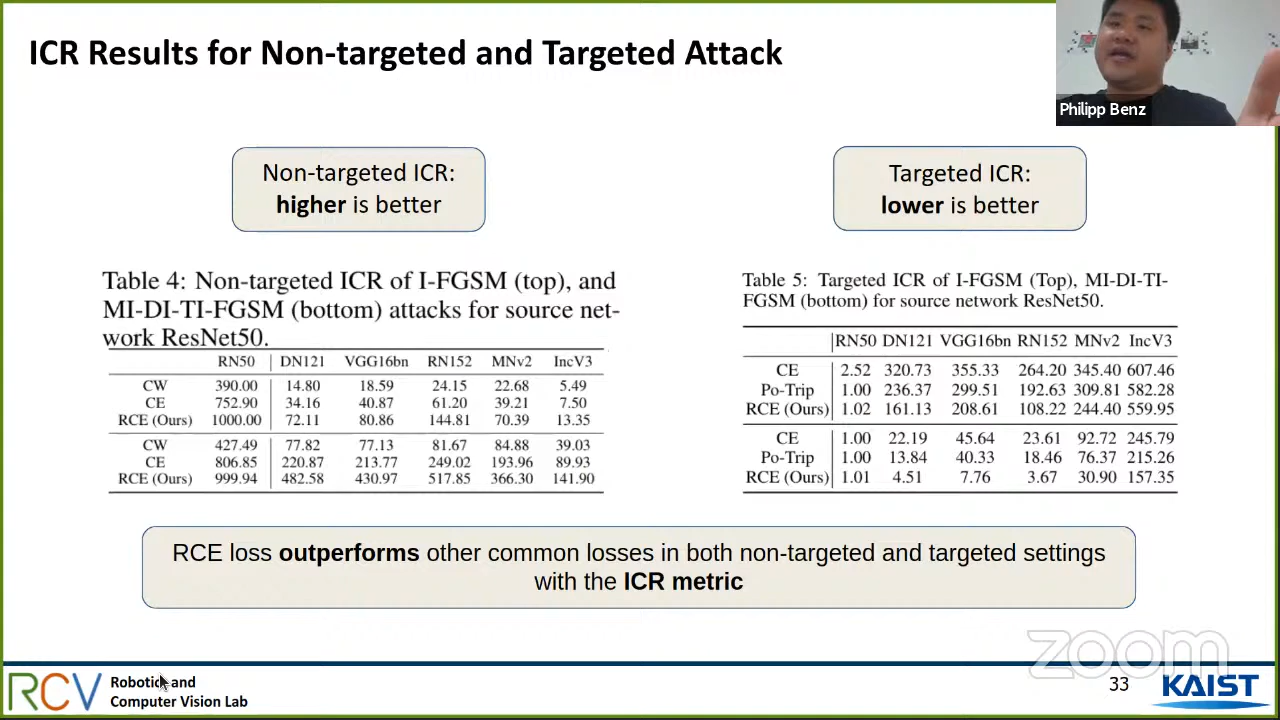 ICR Results for Non-targeted and Targeted Attack
Philipp Benz
Non-targeted ICR:
higher is better
Targeted ICR:
lower is better
Table 4: Non-targeted ICR of I-FGSM (top), and
MI-DI-TI-FGSM (bottom) attacks for source net-
work ResNet50.
RN50 DN121 VGG16bn RN152 MNv2 IncV3
CW 390.00 14.80 18.59 24.15 22.68 5.49
CE 752.90 34.16 40.87 61.20 39.21 7.50
RCE (Ours) 1000.00 72.11 80.86 144.81 70.39 13.35
CW 427.49 77.82 77.13 81.67 84.88 39.03
CE 806.85 220.87 213.77 249.02 193.96 89.93
RCE (Ours) 999.94 482.58 430.97 517.85 366.30 141.90
Table 5: Targeted ICR of I-FGSM (Top), MI-DI-TI-
FGSM (bottom) for source network ResNet50.
RN50 DN121 VGG16bn RN152 MNv2 IncV3
CE 2.52 320.73 355.33 264.20 345.40 607.46
Po-Trip 1.00 236.37 299.51 192.63 309.81 582.28
RCE (Ours) 1.02 161.13 208.61 108.22 244.40 559.95
CE 1.00 22.19 45.64 23.61 92.72 245.79
Po-Trip 1.00 13.84 40.33 18.46 76.37 215.26
RCE (Ours) 1.01 4.51 7.76 3.67 30.90 157.35
RCE loss outperforms other common losses in both non-targeted and targeted settings
with the ICR metric
zoom
RCV
Robotics and
Computer Vision Lab
33
KAIST